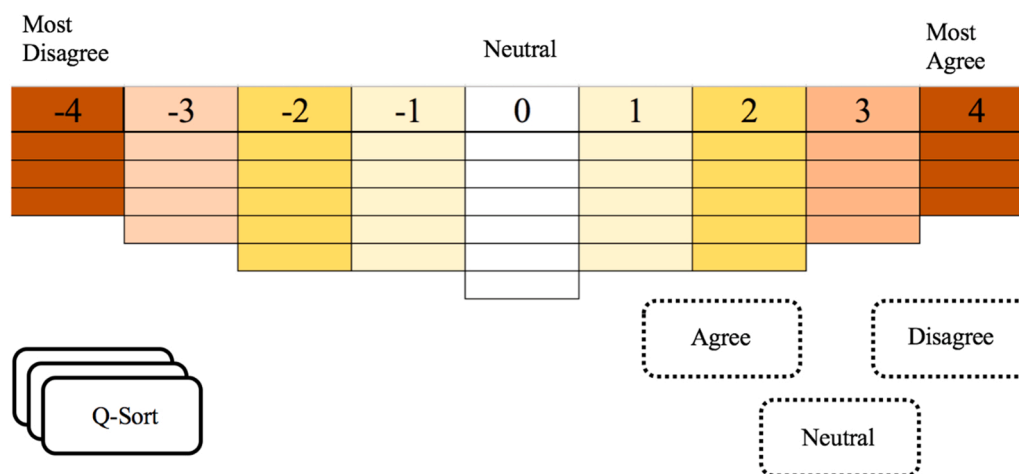 Most
Disagree
Neutral
Most
Agree
-4 -3 -2 -1 0 1 2 3 4
Agree
Disagree
Q-Sort
Neutral